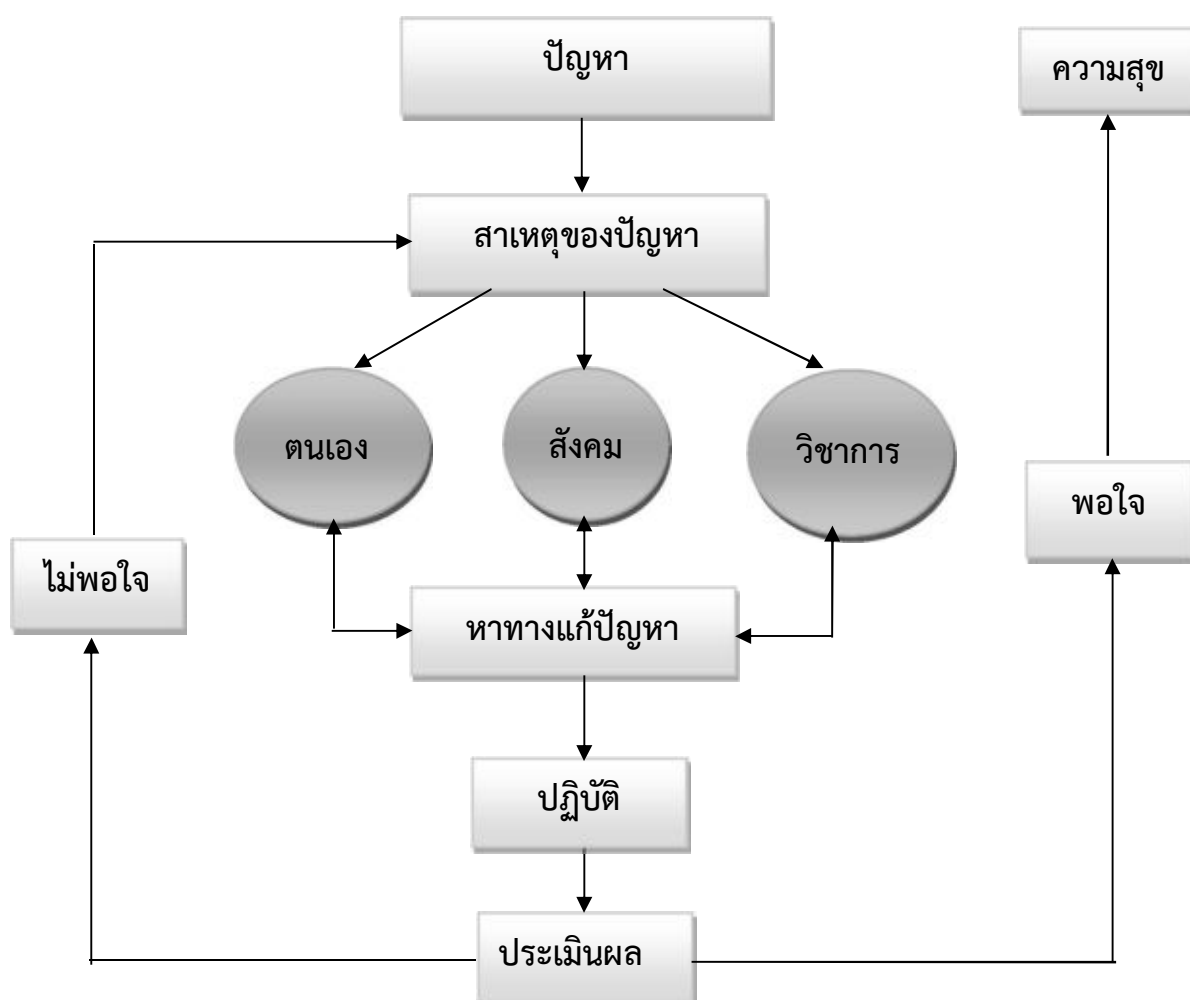 ปัญหา
ความสุข
สาเหตุของปัญหา
ตนเอง
สังคม
วิชาการ
พอใจ
ไม่พอใจ
หาทางแก้ปัญหา
ปฏิบัติ
ประเมินผล